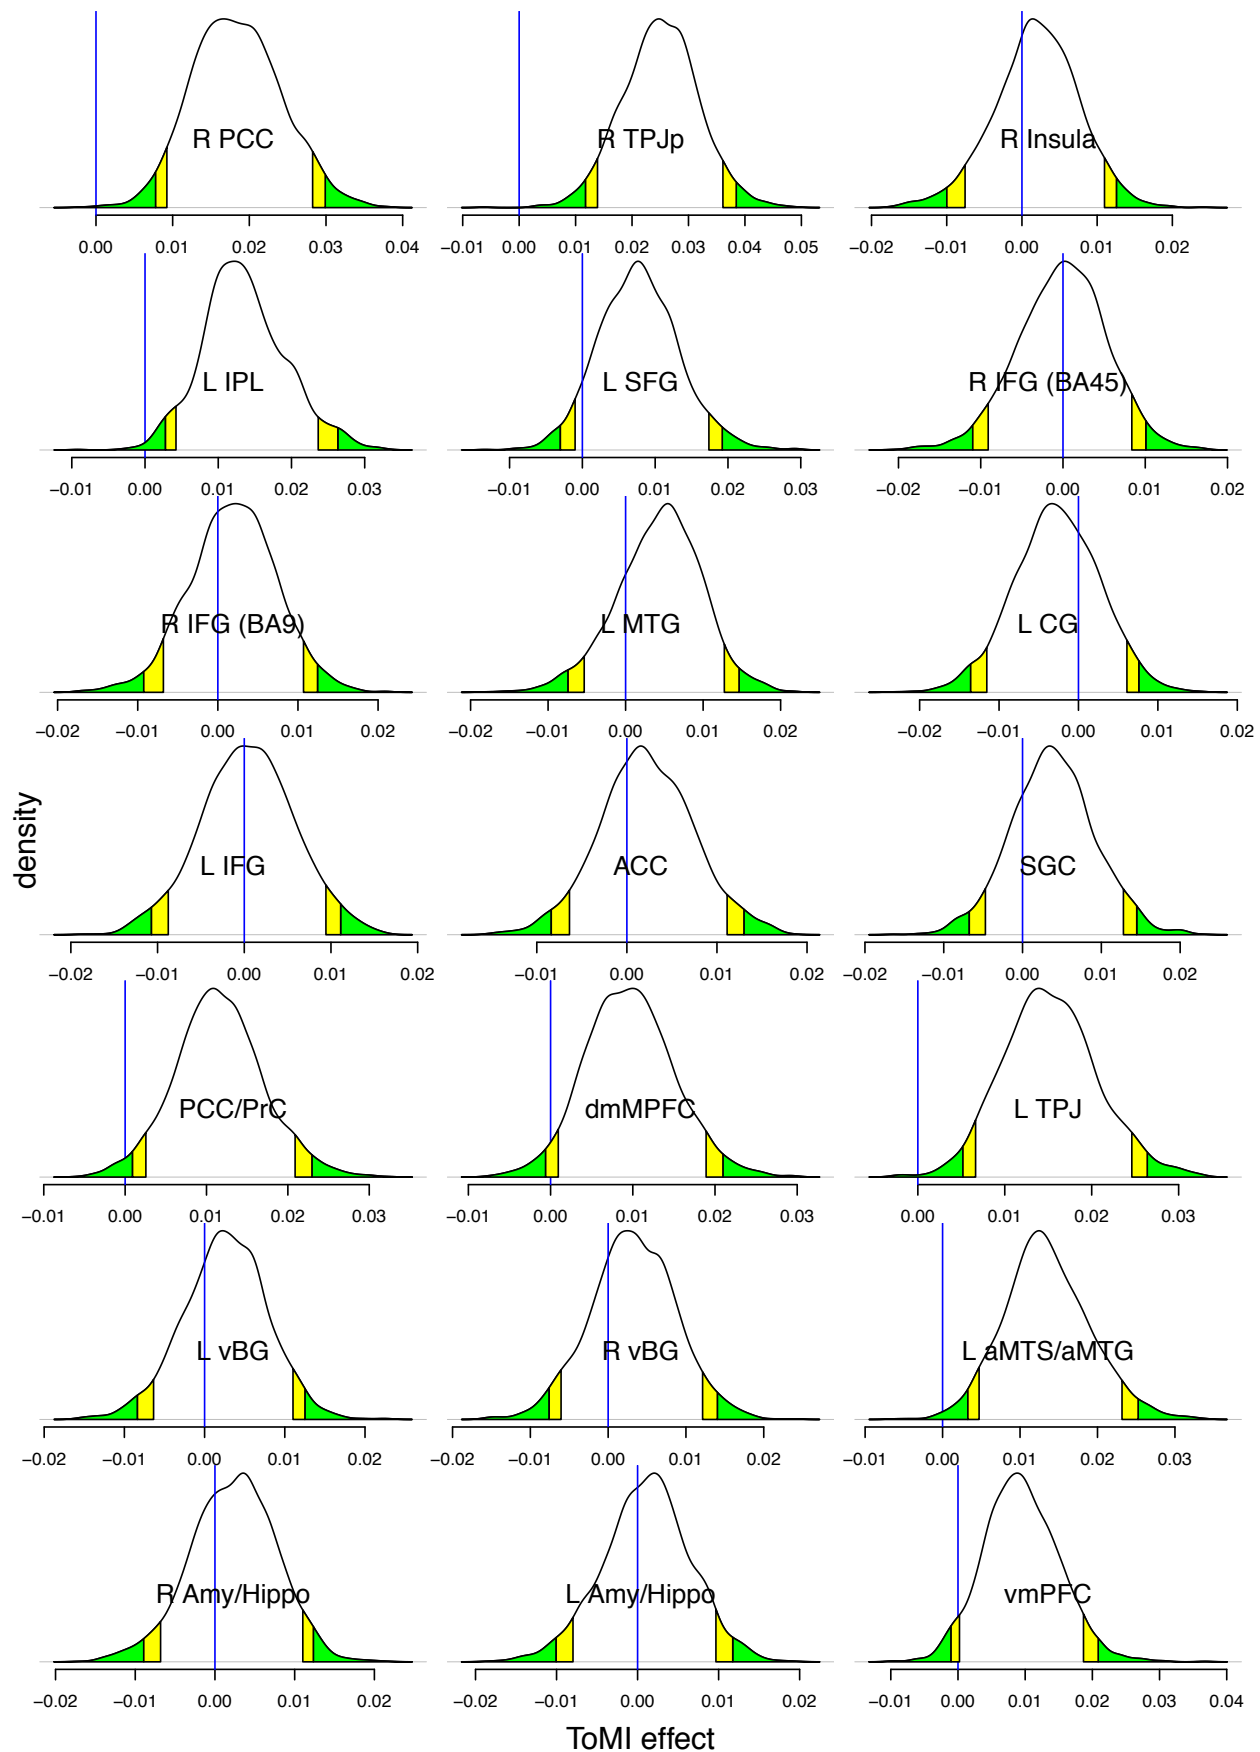 R PCC R TPJp R Insula
0.00 0.01 0.02 0.03 0.04 −0.01 0.00 0.01 0.02 0.03 0.04 0.05 −0.02 −0.01 0.00 0.01 0.02
L IPL L SFG R IFG (BA45)
−0.01 0.00 0.01 0.02 0.03 −0.01 0.00 0.01 0.02 0.03 −0.02 −0.01 0.00 0.01 0.02
R IFG (BA9) L MTG L CG
−0.02 −0.01 0.00 0.01 0.02 −0.02 −0.01 0.00 0.01 0.02 −0.02 −0.01 0.00 0.01 0.02
density
L IFG ACC SGC
−0.02 −0.01 0.00 0.01 0.02 −0.01 0.00 0.01 0.02 −0.02 −0.01 0.00 0.01 0.02
PCC/PrC dmMPFC L TPJ
−0.01 0.00 0.01 0.02 0.03 −0.01 0.00 0.01 0.02 0.03 0.00 0.01 0.02 0.03
L vBG R vBG L aMTS/aMTG
−0.02 −0.01 0.00 0.01 0.02 −0.02 −0.01 0.00 0.01 0.02 −0.01 0.00 0.01 0.02 0.03
R Amy/Hippo L Amy/Hippo vmPFC
−0.02 −0.01 0.00 0.01 0.02 −0.02 −0.01 0.00 0.01 0.02 −0.01 0.00 0.01 0.02 0.03 0.04
ToMI effect